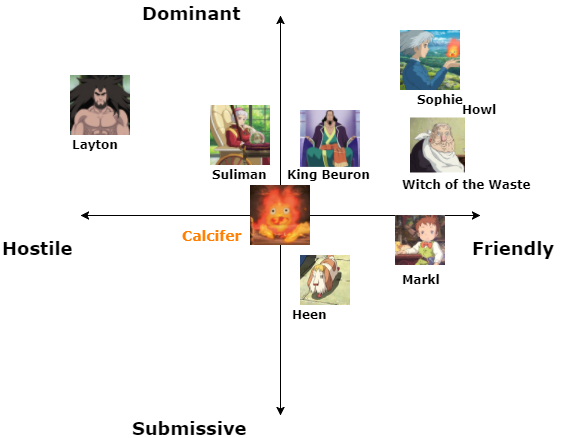 Dominant
Sophie
Howl
Layton
Suliman
King Beuron
Witch of the Waste
Calcifer
Hostile
Friendly
Markl
Heen
Submissive